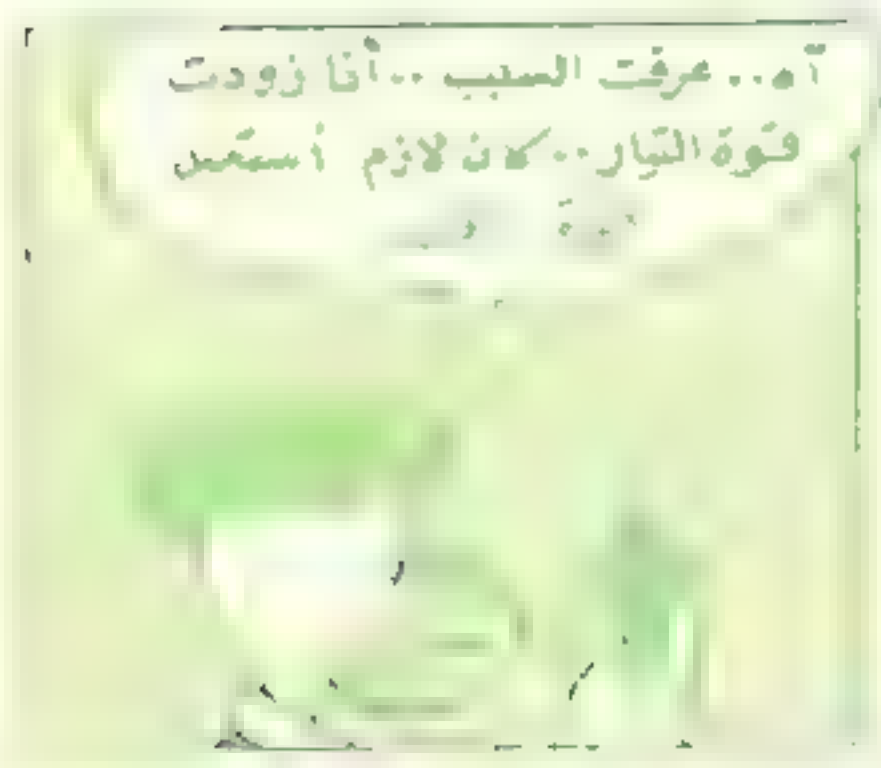 آه.. عرفت السبب.. أنا زودت
قوة التيار.. كان لازم أستعمل